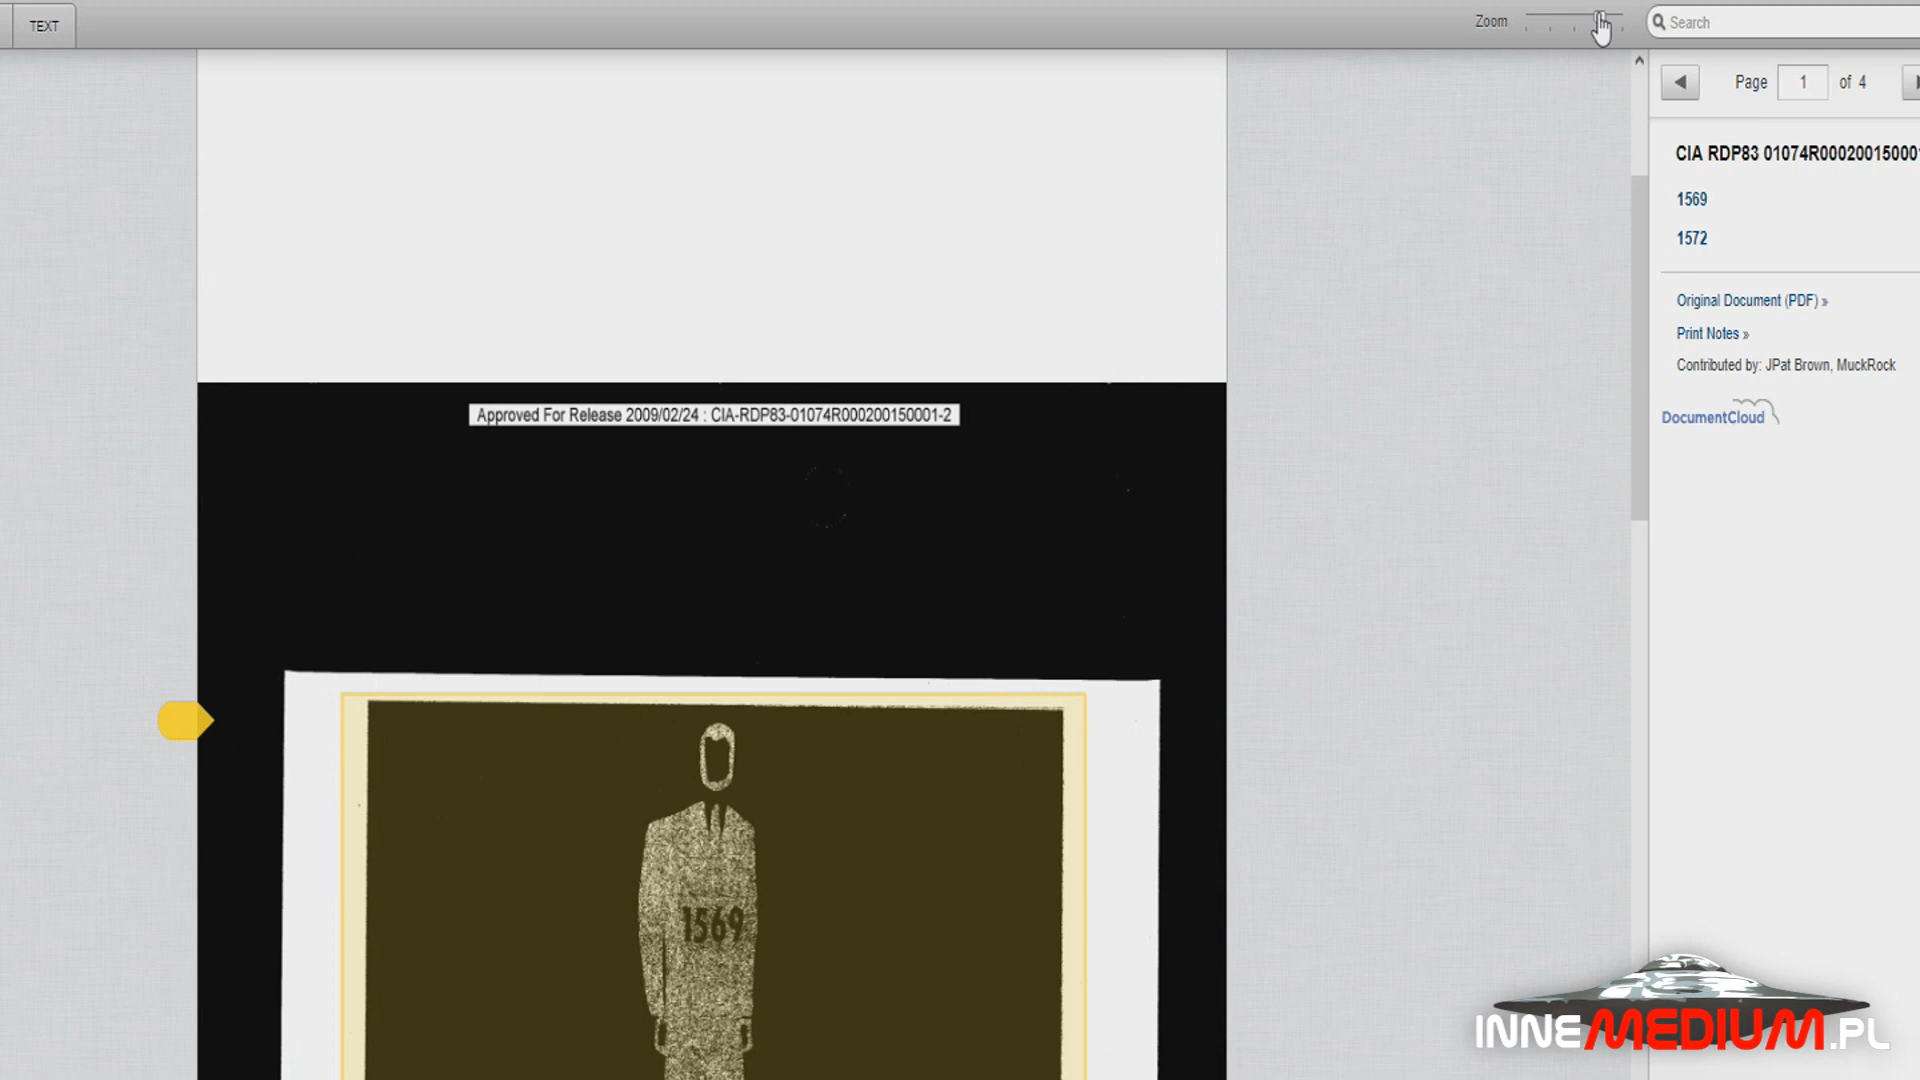 TEXT
Zoom
Search
Page 1 of 4
CIA RDP83 01074R000200150001
1569
1572
Original Document (PDF) »
Print Notes »
Contributed by: JPat Brown, MuckRock
DocumentCloud
Approved For Release 2009/02/24 : CIA-RDP83-01074R000200150001-2
1569
INNEMEDIUM.PL